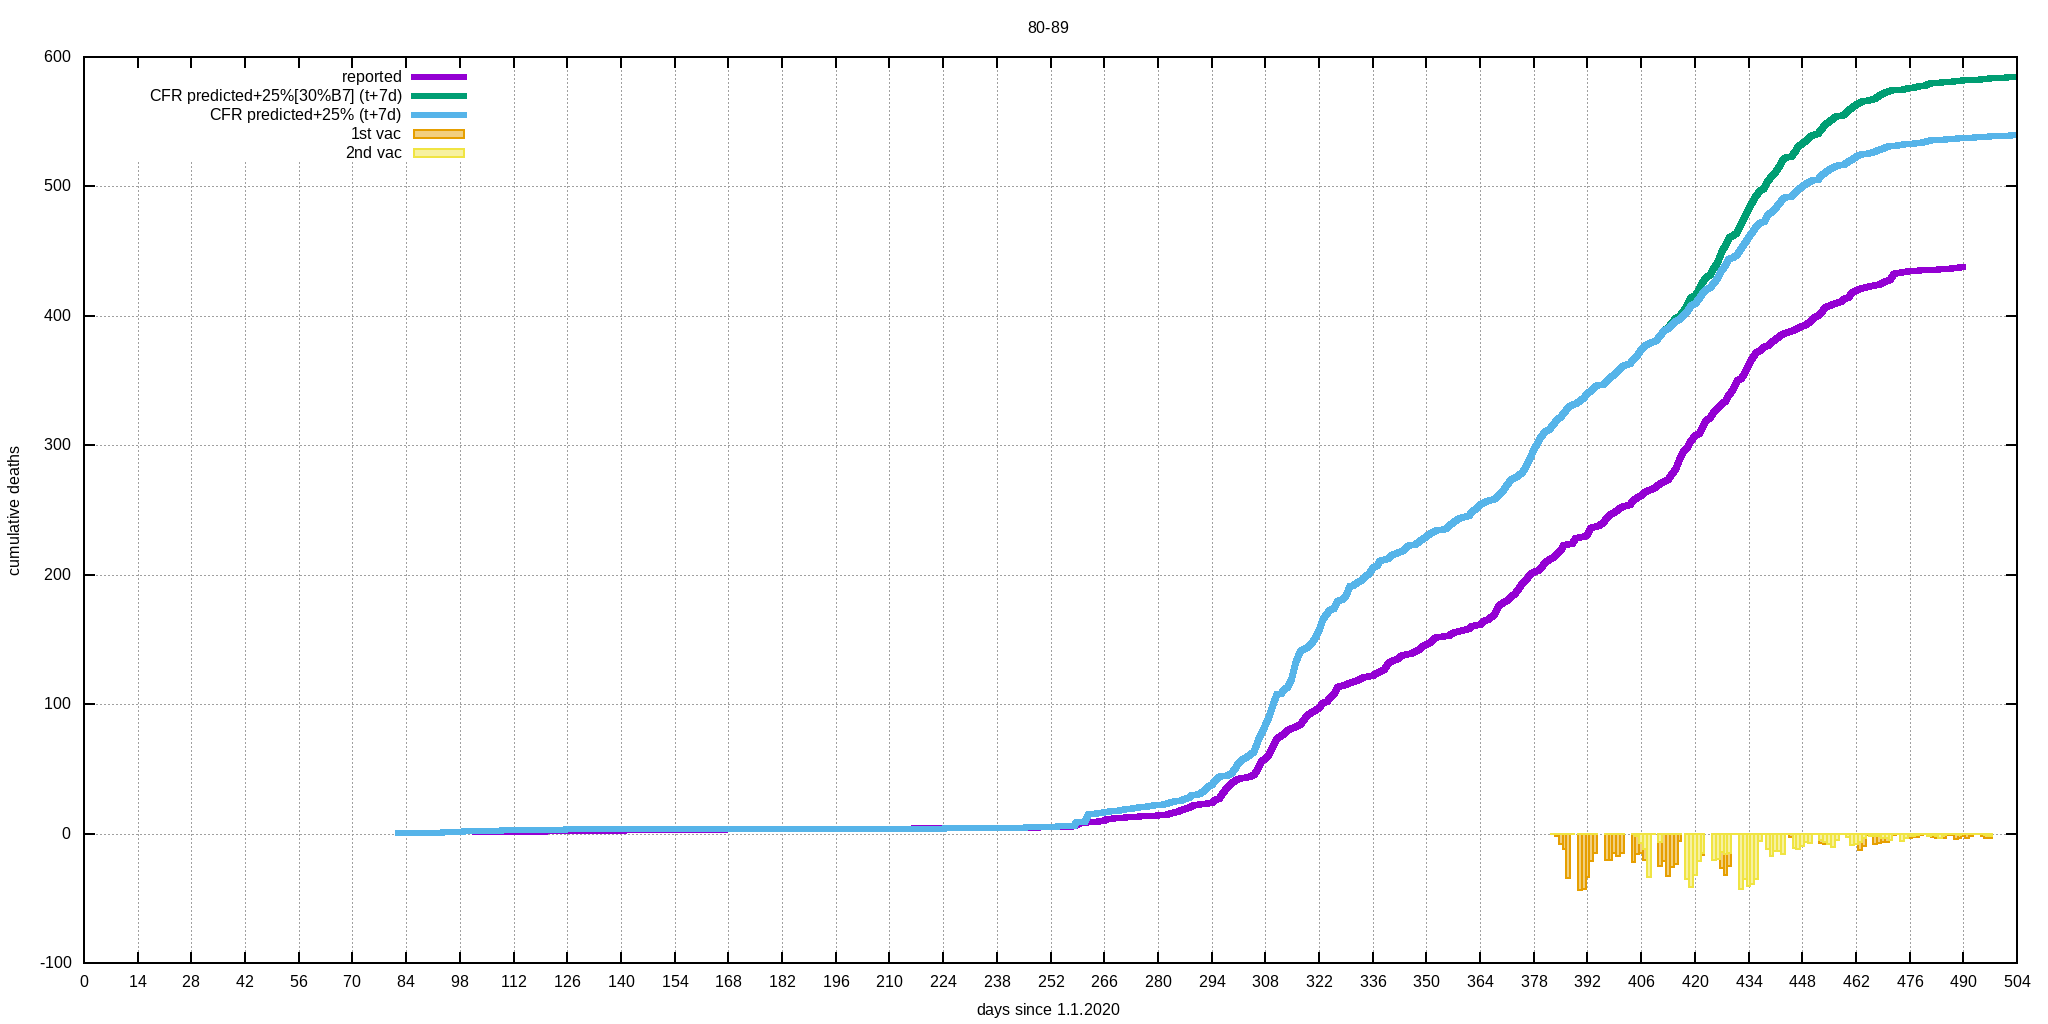 80-89
600
reported
CFR predicted+25%[30%B7] (t+7d)
CFR predicted+25% (t+7d)
1st vac
2nd vac
500
400
300
200
100
0
-100
cumulative deaths
0 14 28 42 56 70 84 98 112 126 140 154 168 182 196 210 224 238 252 266 280 294 308 322 336 350 364 378 392 406 420 434 448 462 476 490 504
days since 1.1.2020